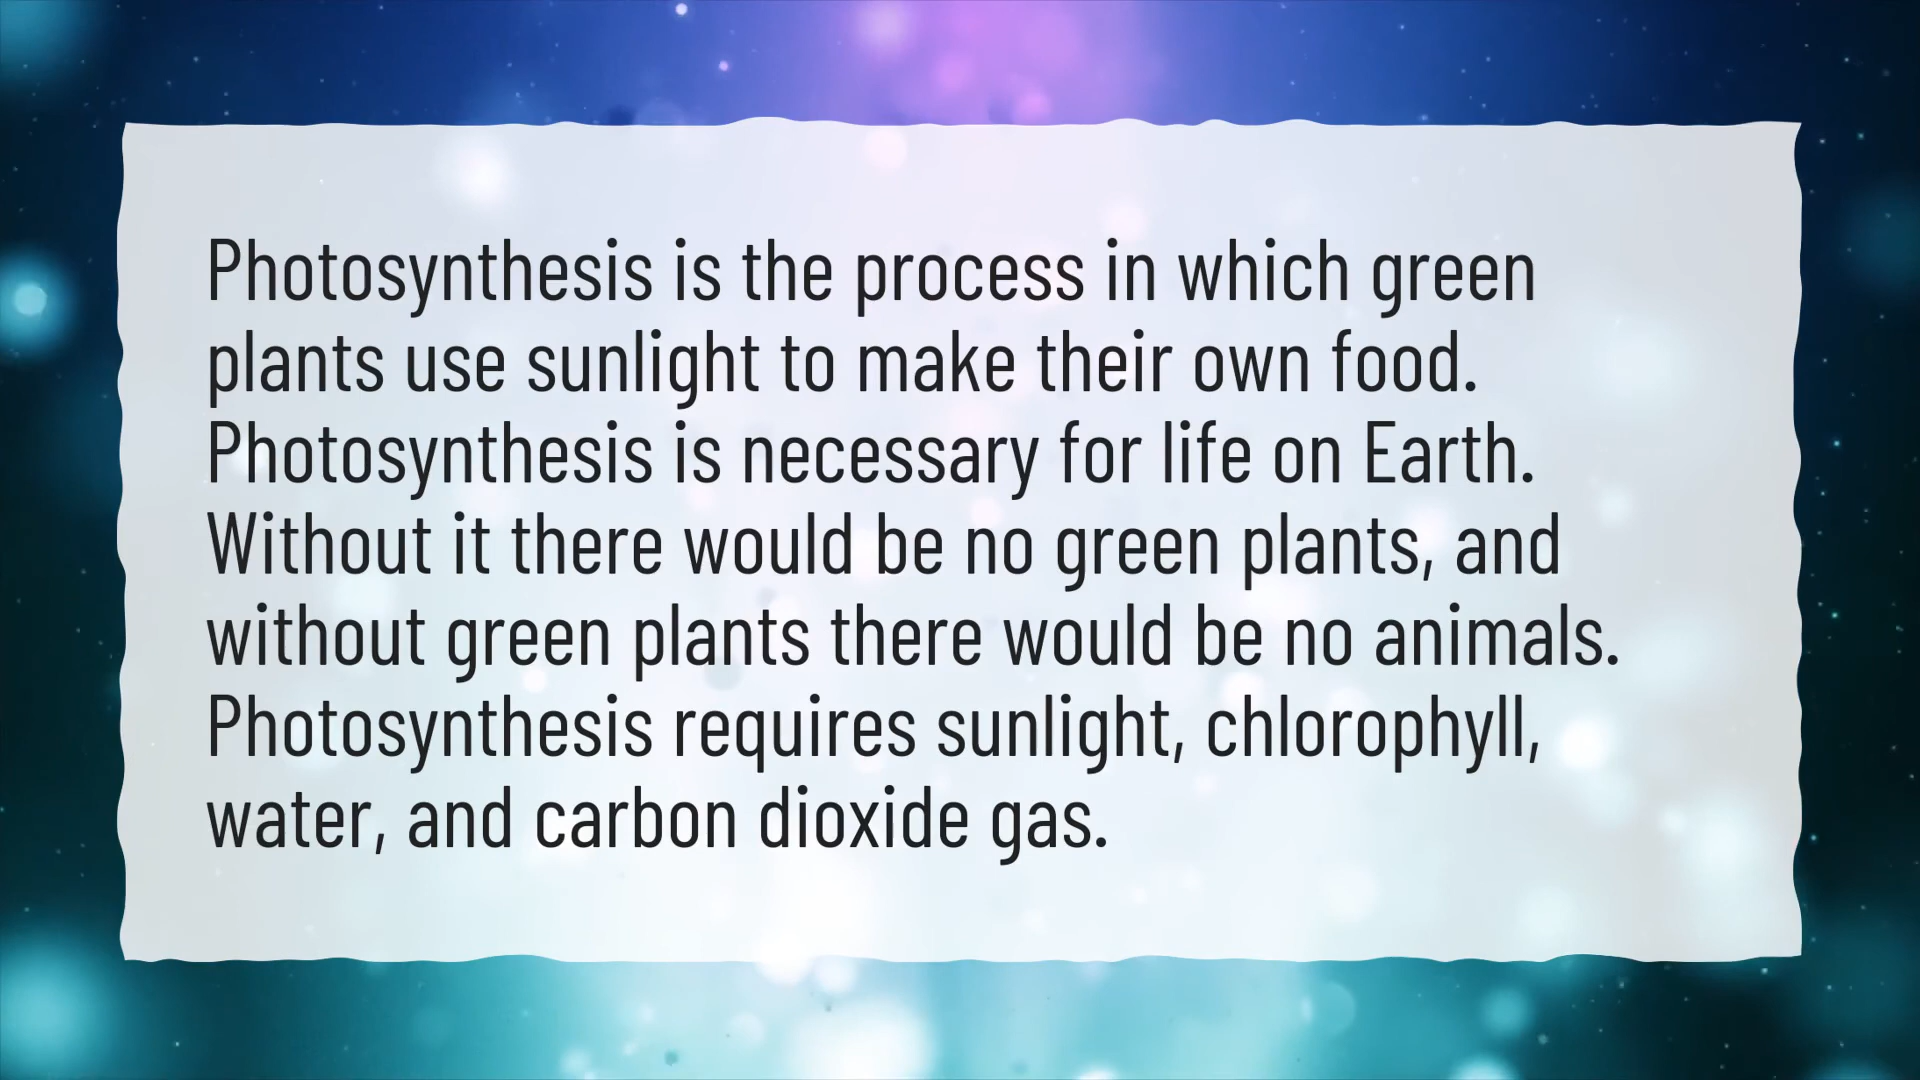 Photosynthesis is the process in which green
plants use sunlight to make their own food.
Photosynthesis is necessary for life on Earth.
Without it there would be no green plants, and
without green plants there would be no animals.
Photosynthesis requires sunlight, chlorophyll,
water, and carbon dioxide gas.